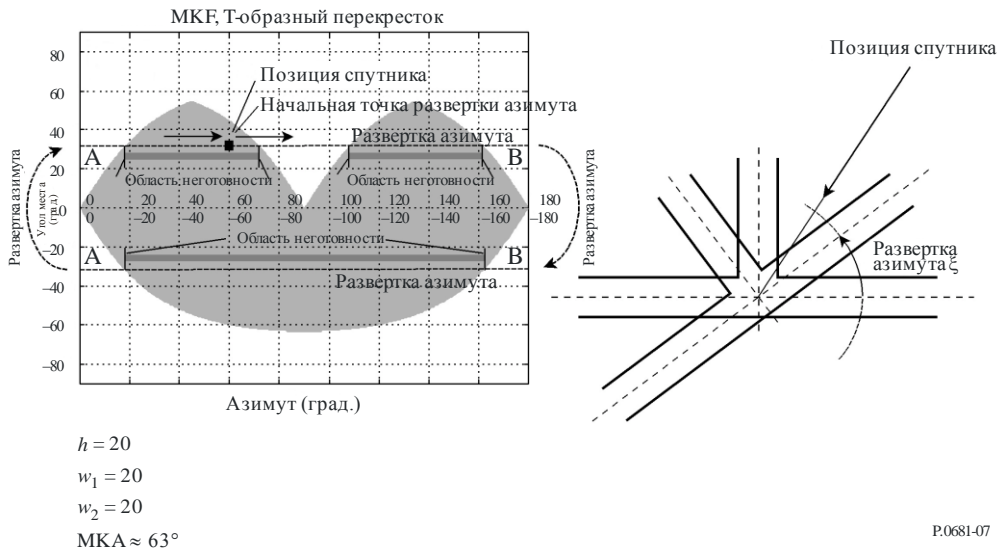 MKF, Т-образный перекресток
Позиция спутника
Начальная точка развертки азимута
Развертка азимута
A
B
Область неготовности
Область неготовности
80
60
40
20
0
–20
–40
–60
–80
Угол места
(град.)
0 20 40 60 80 100 120 140 160 180
0 –20 –40 –60 –80 –100 –120 –140 –160 –180
Область неготовности
A
B
Развертка азимута
Развертка азимута
Развертка азимута
Азимут (град.)
Позиция спутника
Развертка
азимута ξ
h = 20
w1 = 20
w2 = 20
MKA ≈ 63°
P.0681-07